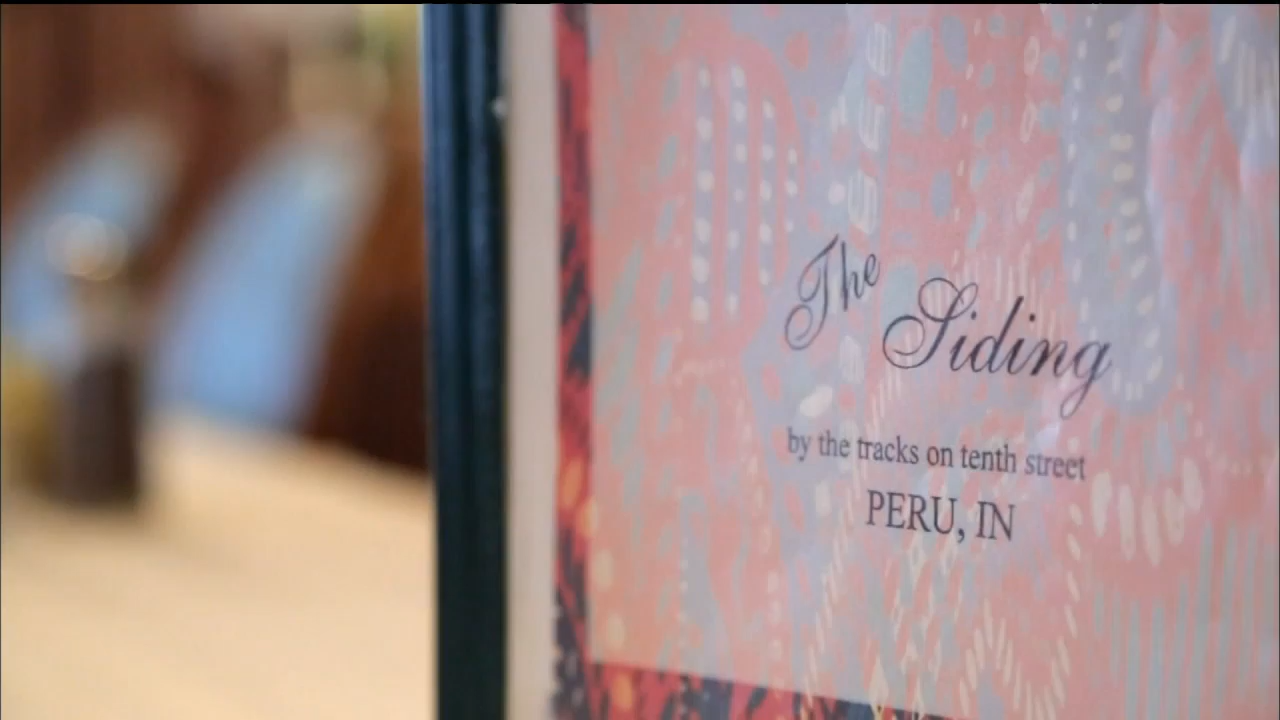 The Siding
by the tracks on tenth street
PERU, IN